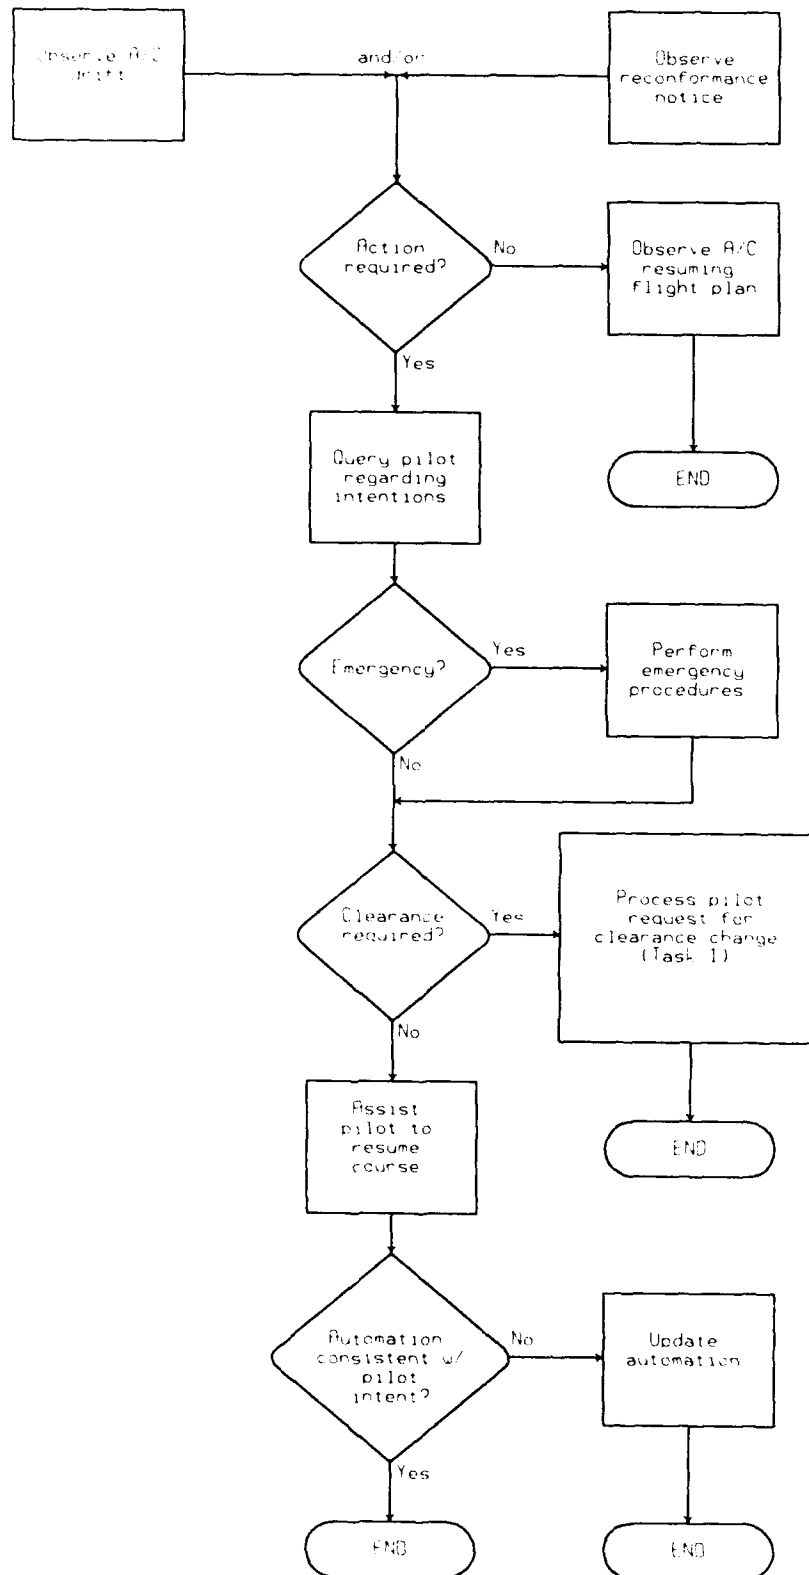 Observe A/C
drift
and/or
Observe
reconformance
notice
Action
required?
No
Observe A/C
resuming
flight plan
Yes
Query pilot
regarding
intentions
END
Emergency?
Yes
Perform
emergency
procedures
No
Clearance
required?
Yes
Process pilot
request for
clearance change
(Task 1)
No
Assist
pilot to
resume
course
END
Automation
consistent w/
pilot
intent?
No
Update
automation
Yes
END
END